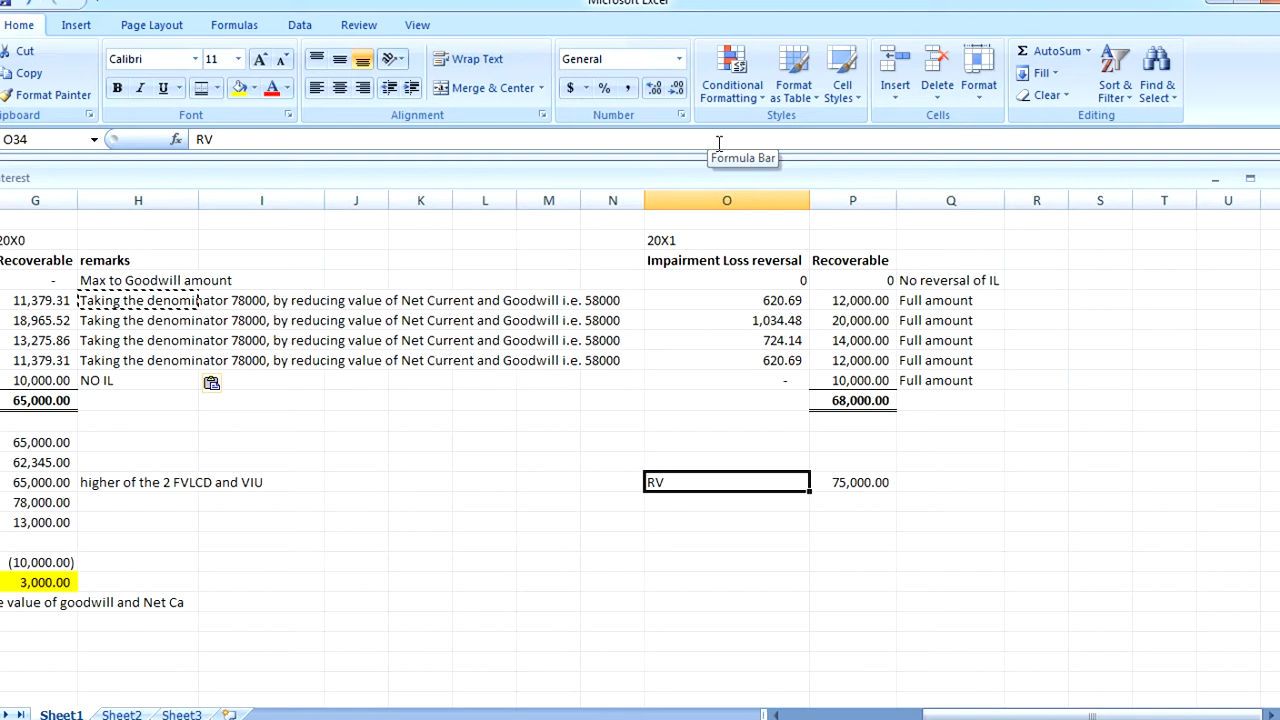 Microsoft Excel
Home Insert Page Layout Formulas Data Review View
Cut
Copy
Format Painter
Calibri 11
Wrap Text
Merge & Center
General
$ % ,
Conditional Formatting
Format as Table
Cell Styles
Insert Delete Format
AutoSum
Fill
Clear
Sort & Filter
Find & Select
Font Alignment Number Styles Cells Editing
O34 fx RV
Formula Bar
G H I J K L M N O P Q R S T U
20X0 20X1
Recoverable remarks Impairment Loss reversal Recoverable
- Max to Goodwill amount 0 0 No reversal of IL
11,379.31 Taking the denominator 78000, by reducing value of Net Current and Goodwill i.e. 58000 620.69 12,000.00 Full amount
18,965.52 Taking the denominator 78000, by reducing value of Net Current and Goodwill i.e. 58000 1,034.48 20,000.00 Full amount
13,275.86 Taking the denominator 78000, by reducing value of Net Current and Goodwill i.e. 58000 724.14 14,000.00 Full amount
11,379.31 Taking the denominator 78000, by reducing value of Net Current and Goodwill i.e. 58000 620.69 12,000.00 Full amount
10,000.00 NO IL - 10,000.00 Full amount
65,000.00 68,000.00
65,000.00
62,345.00
65,000.00 higher of the 2 FVLCD and VIU RV 75,000.00
78,000.00
13,000.00
(10,000.00)
3,000.00
e value of goodwill and Net Ca
Sheet1 Sheet2 Sheet3